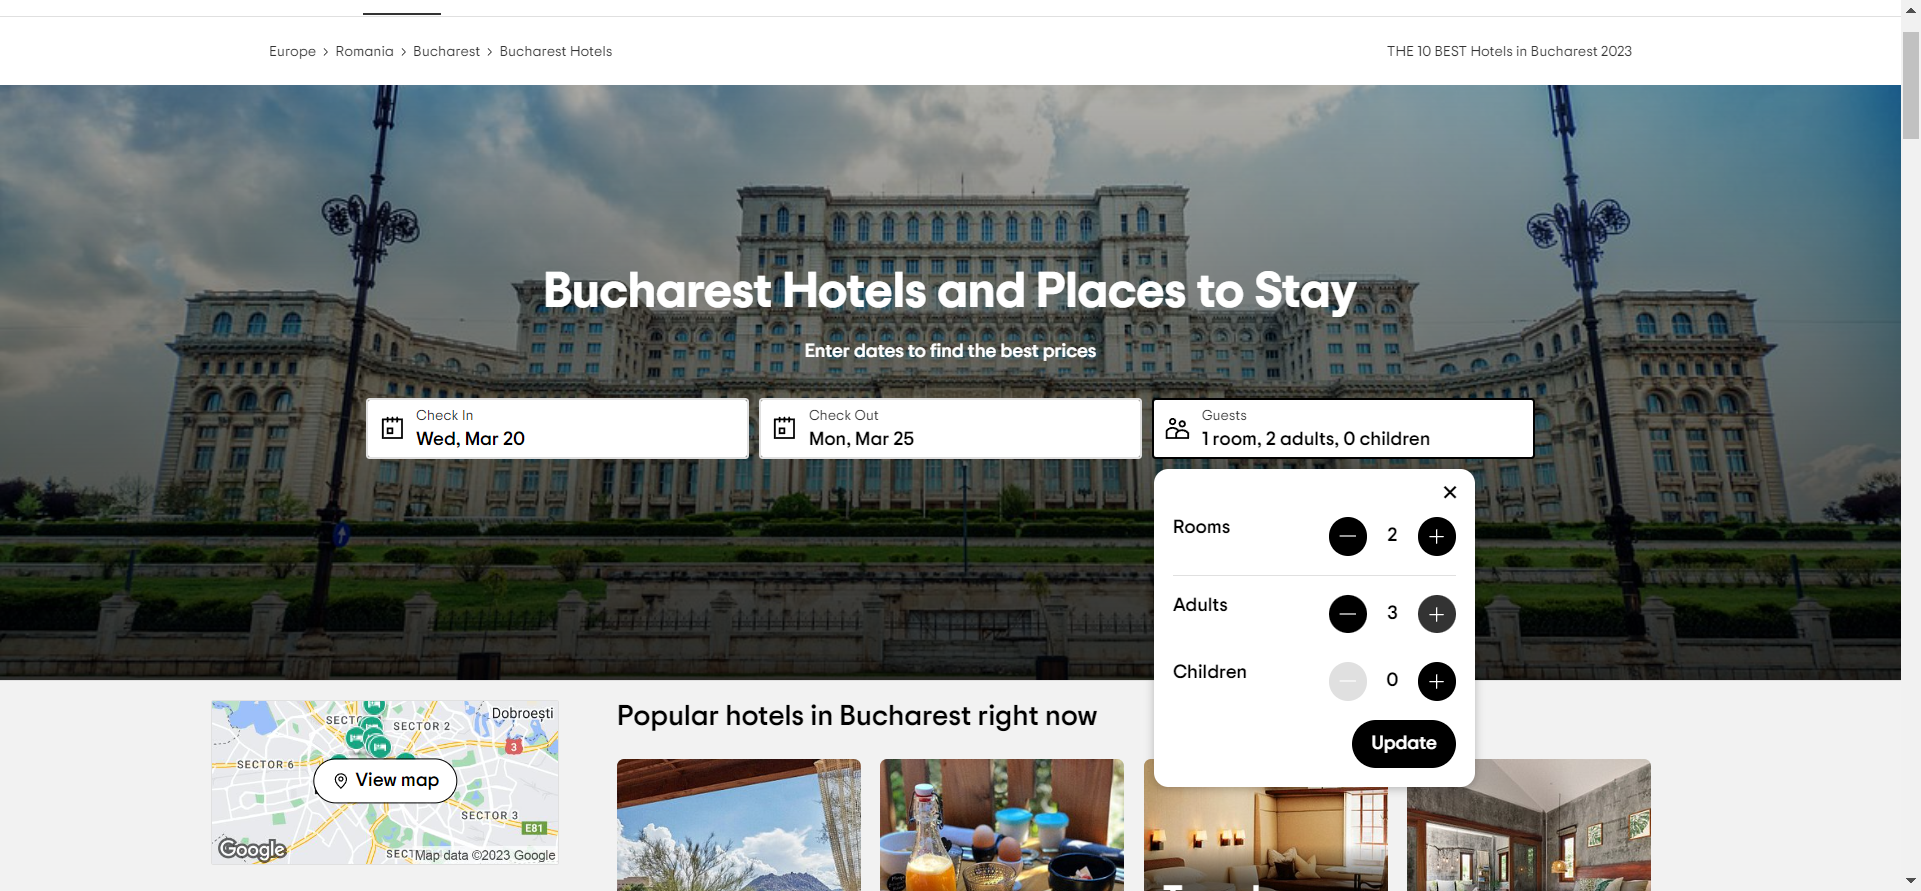 Europe › Romania › Bucharest › Bucharest Hotels
THE 10 BEST Hotels in Bucharest 2023
Bucharest Hotels and Places to Stay
Enter dates to find the best prices
Check In
Wed, Mar 20
Check Out
Mon, Mar 25
Guests
1 room, 2 adults, 0 children
Rooms
2
Adults
3
Children
0
Update
Popular hotels in Bucharest right now
Dobroești
SECTOR 2
3
SECTOR 6
View map
SECTOR 3
E81
Google
Map data ©2023 Google